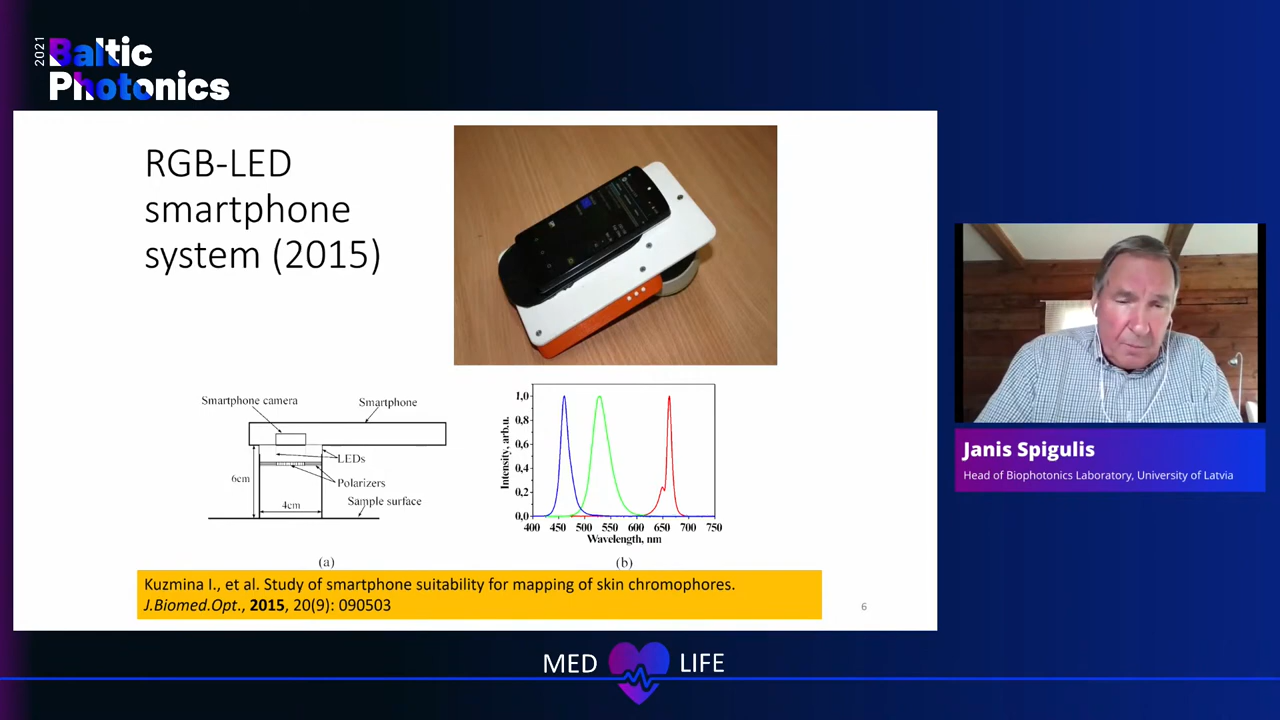 2021
Baltic
Photonics
RGB-LED
smartphone
system (2015)
Smartphone camera
Smartphone
LEDs
Polarizers
Sample surface
6cm
4cm
(a)
Intensity, arb.u.
1,0
0,8
0,6
0,4
0,2
0,0
400 450 500 550 600 650 700 750
Wavelength, nm
(b)
Kuzmina I., et al. Study of smartphone suitability for mapping of skin chromophores.
J.Biomed.Opt., 2015, 20(9): 090503
6
Janis Spigulis
Head of Biophotonics Laboratory, University of Latvia
MED LIFE